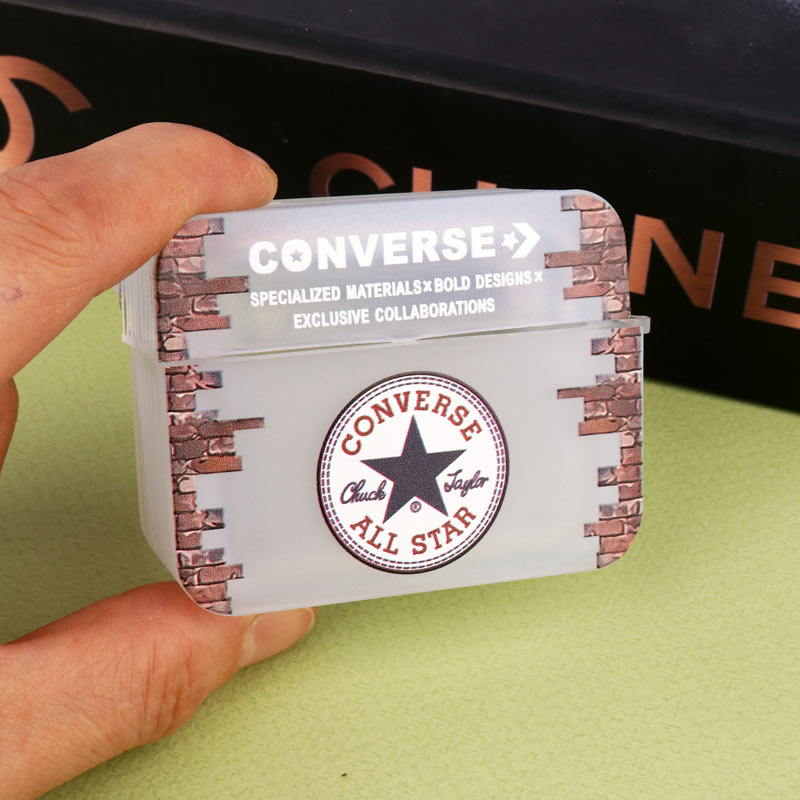 CONVERSE
SPECIALIZED MATERIALS×BOLD DESIGNS×
EXCLUSIVE COLLABORATIONS
CONVERSE
Chuck Taylor
®
ALL STAR